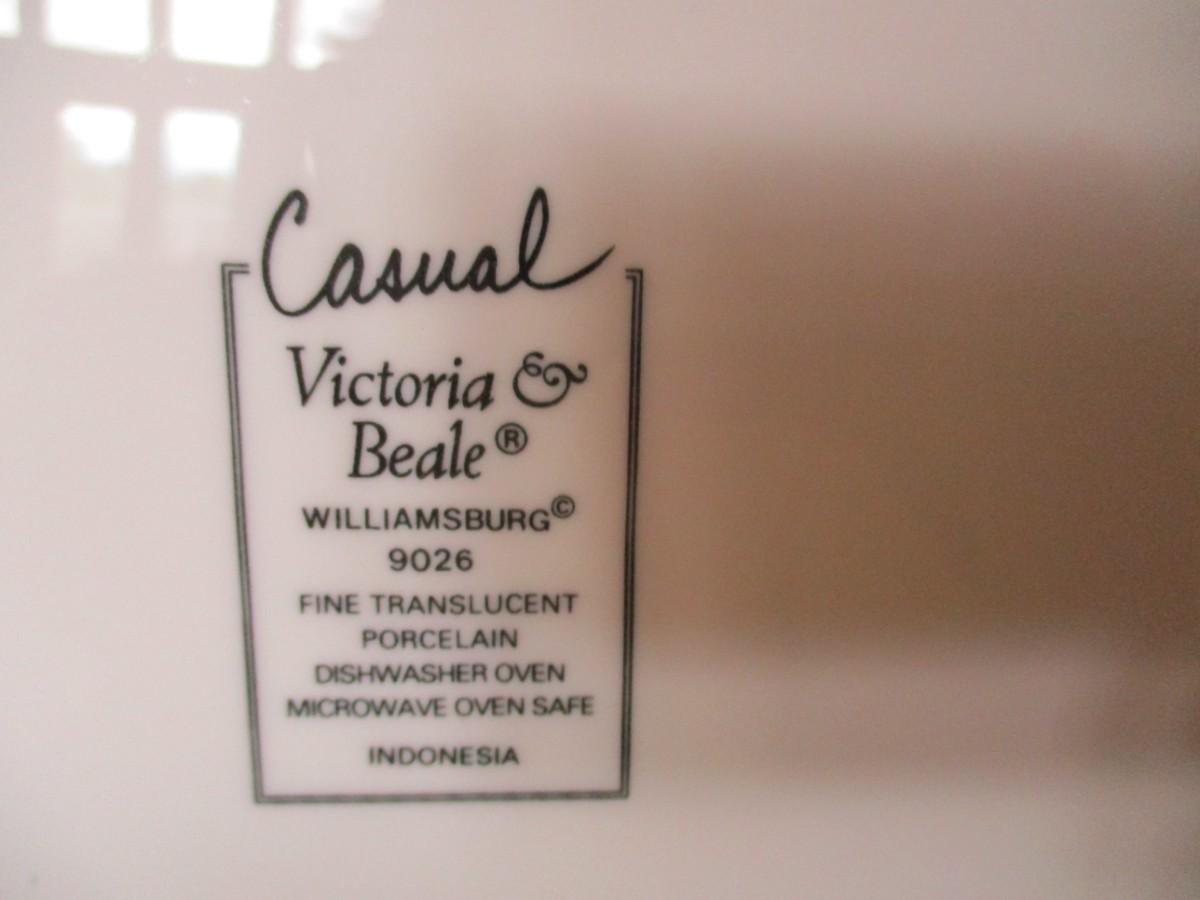 Casual
Victoria &
Beale®
WILLIAMSBURG©
9026
FINE TRANSLUCENT
PORCELAIN
DISHWASHER OVEN
MICROWAVE OVEN SAFE
INDONESIA